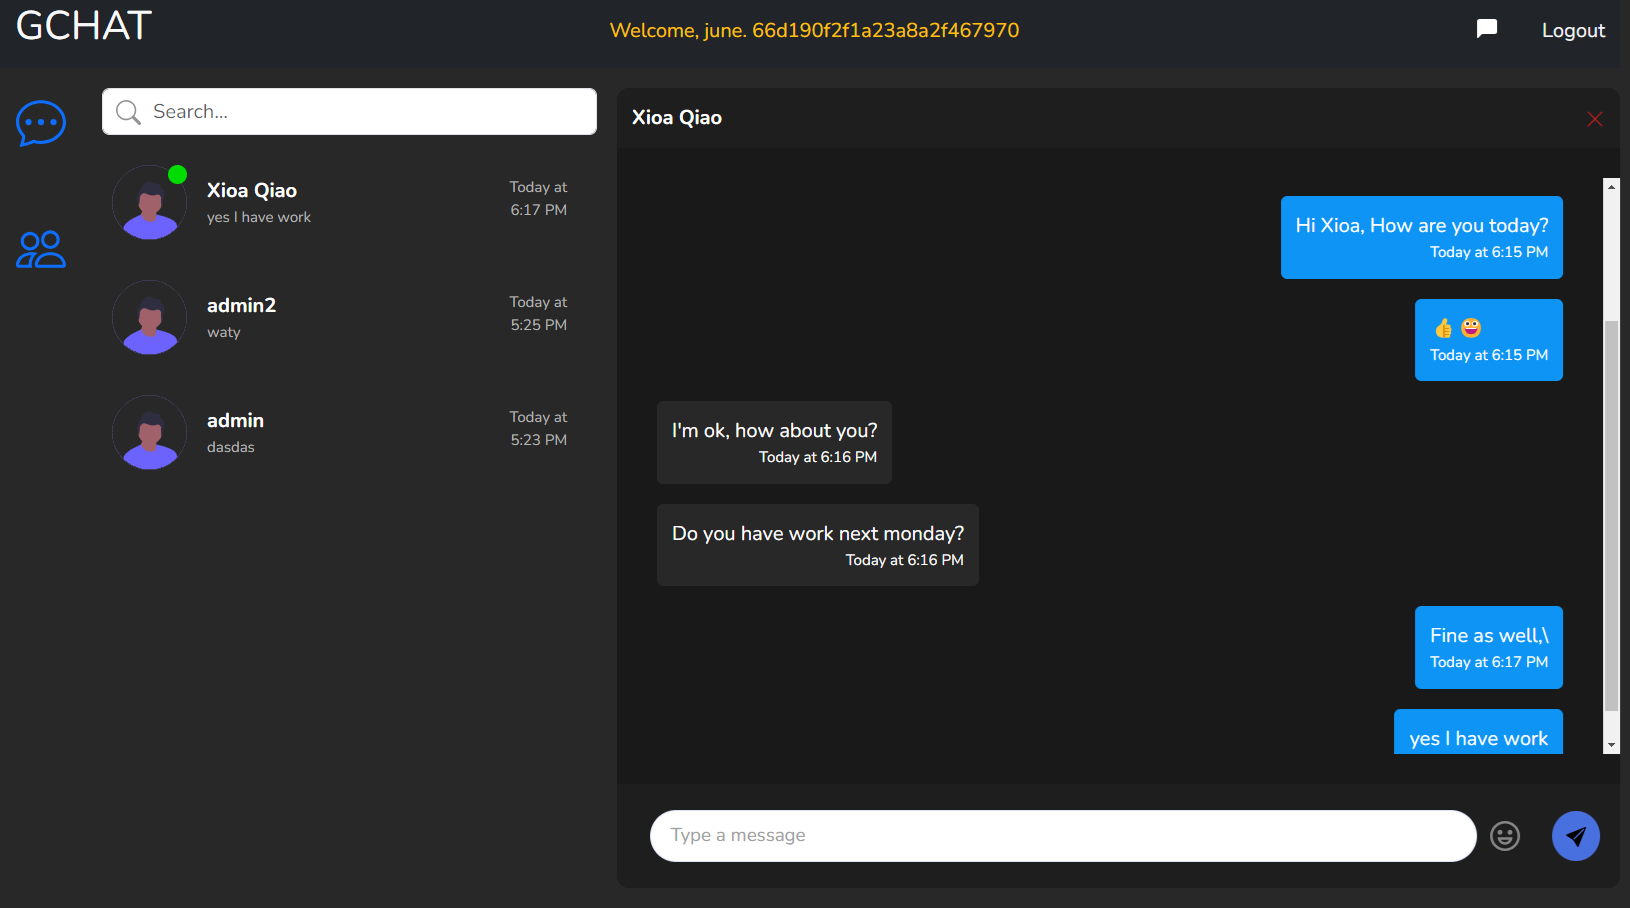 GCHAT
Welcome, june. 66d190f2f1a23a8a2f467970
Logout
Search...
Xioa Qiao
yes I have work
Today at
6:17 PM
admin2
waty
Today at
5:25 PM
admin
dasdas
Today at
5:23 PM
Xioa Qiao
Hi Xioa, How are you today?
Today at 6:15 PM
👍 😀
Today at 6:15 PM
I'm ok, how about you?
Today at 6:16 PM
Do you have work next monday?
Today at 6:16 PM
Fine as well,\
Today at 6:17 PM
yes I have work
Type a message